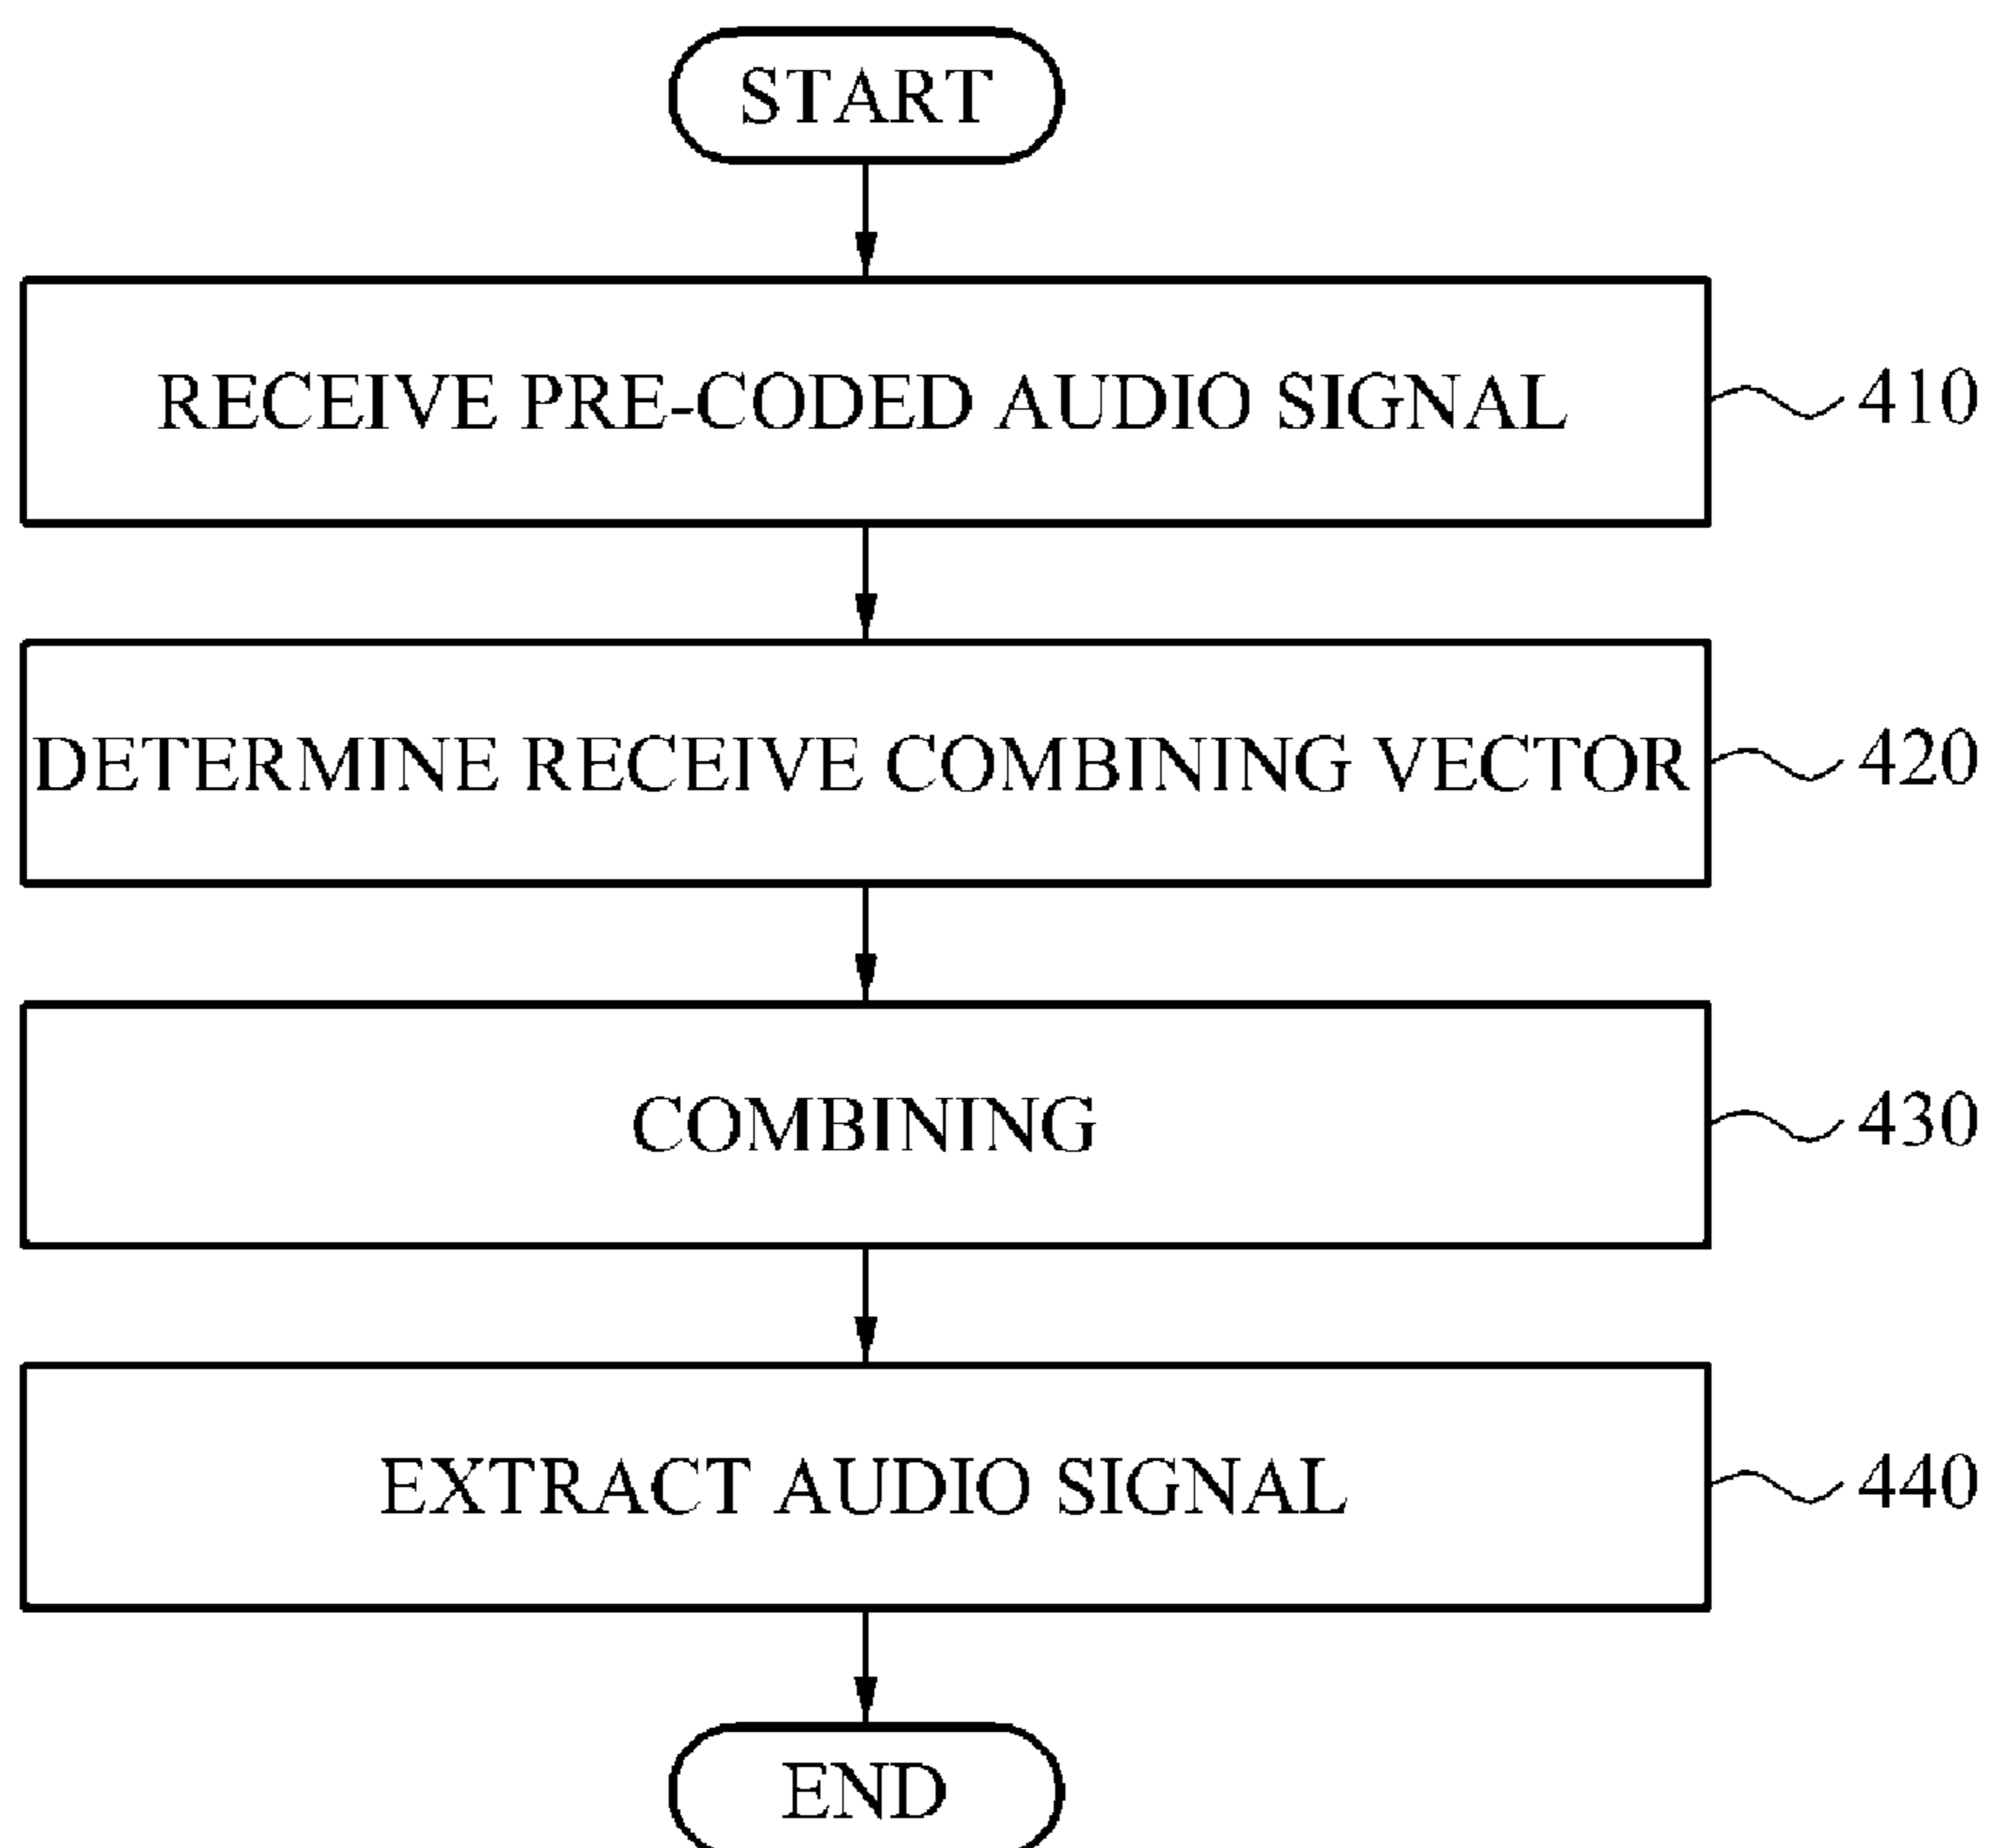 START
RECEIVE PRE-CODED AUDIO SIGNAL
410
DETERMINE RECEIVE COMBINING VECTOR
420
COMBINING
430
EXTRACT AUDIO SIGNAL
440
END